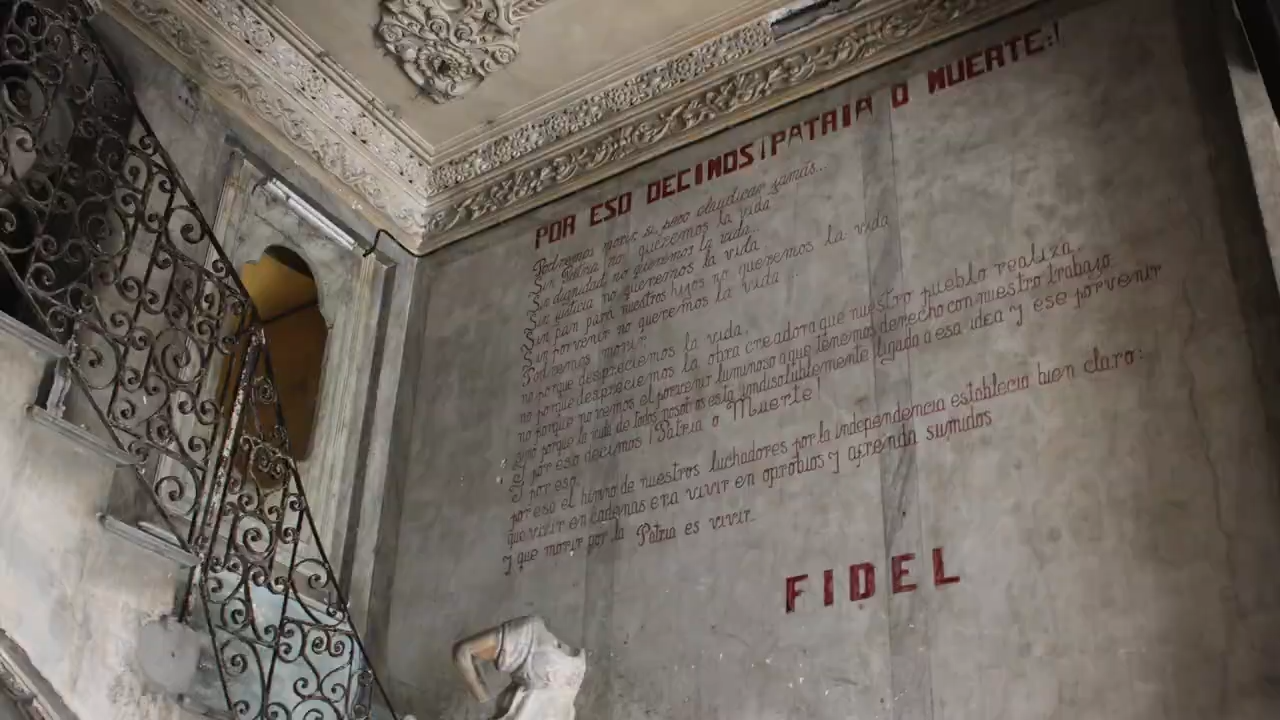 POR ESO DECIMOS ¡PATRIA O MUERTE!
Podremos morir si, pero claudicar jamás...
Sin Patria no queremos la vida
Sin dignidad no queremos la vida...
Sin justicia no queremos la vida
Sin pan para nuestros hijos no queremos la vida
Sin porvenir no queremos la vida...
Podremos morir
no porque despreciemos la vida,
no porque despreciemos la obra creadora que nuestro pueblo realiza,
no porque no vemos el porvenir luminoso a que tenemos derecho con nuestro trabajo
sino porque la vida de todos nosotros esta indisolublemente ligada a esa idea y ese porvenir
Y por eso decimos ¡Patria o Muerte!
Y por eso,
por eso el himno de nuestros luchadores por la independencia establecia bien claro:
que vivir en cadenas era vivir en oprobios y afrenda sumidos
y que morir por la Patria es vivir...
FIDEL